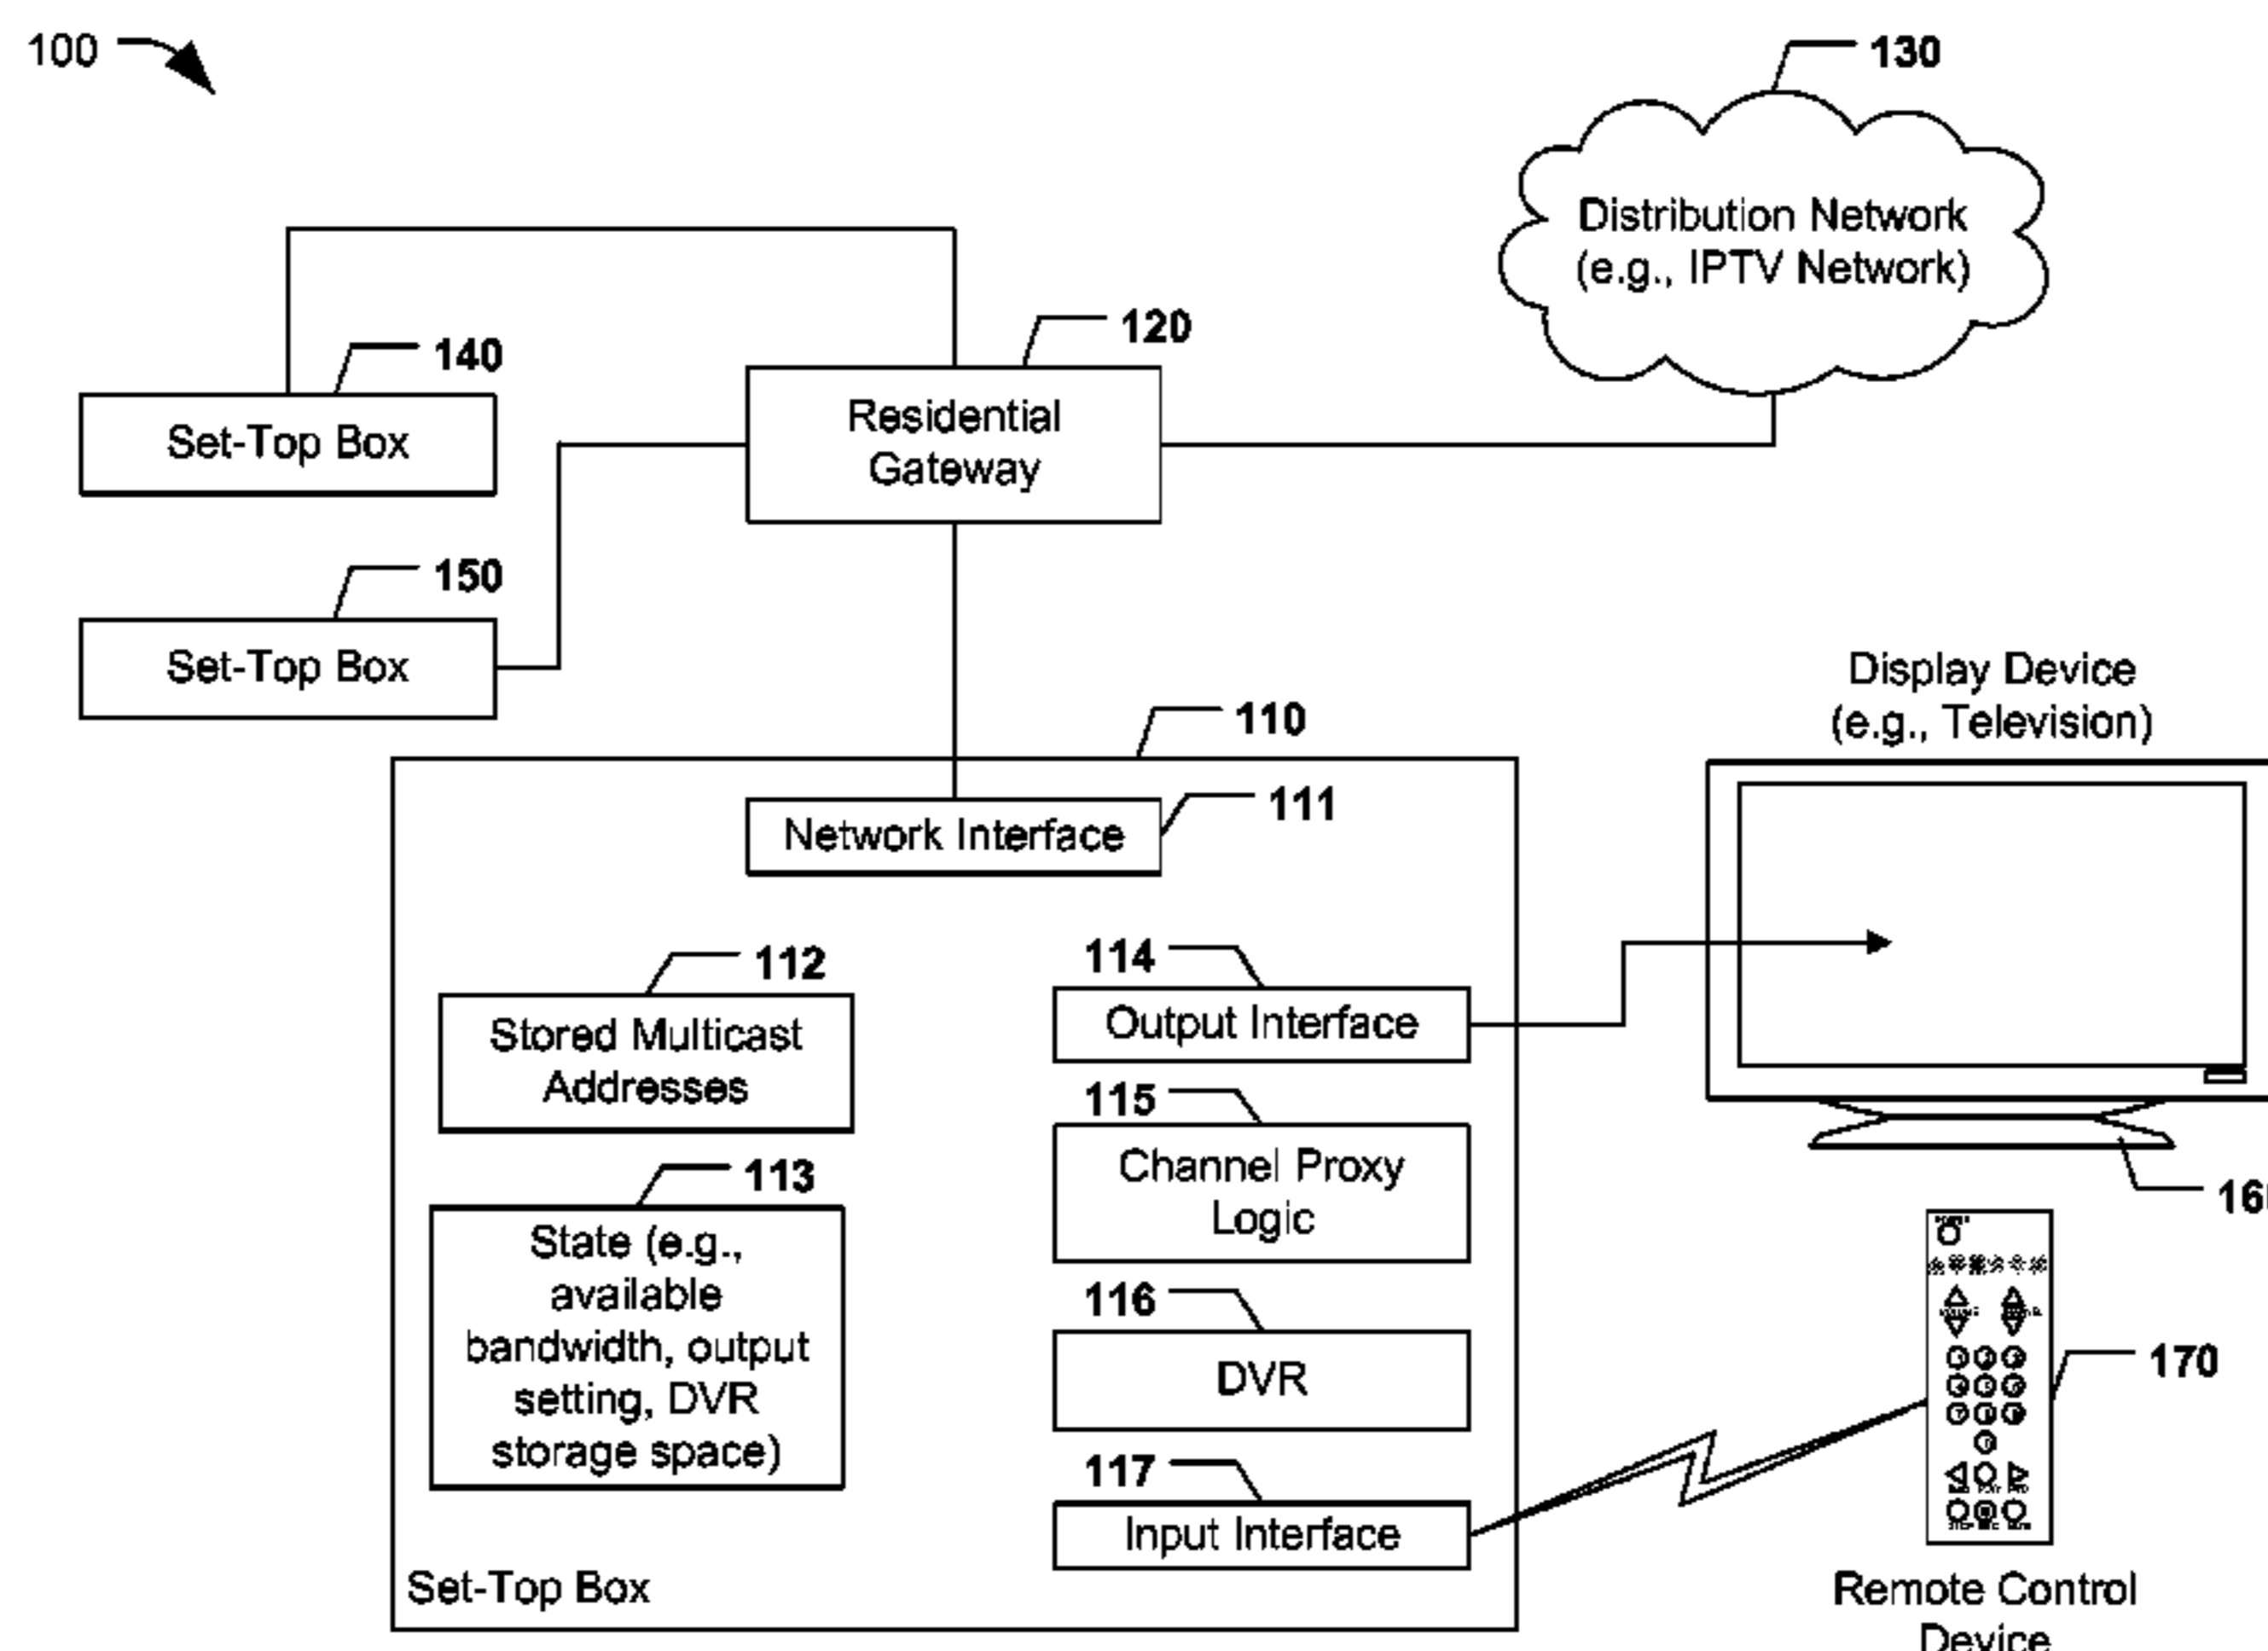 100
130
Distribution Network
(e.g., IPTV Network)
120
140
Residential
Gateway
Set-Top Box
150
Set-Top Box
Display Device
(e.g., Television)
110
111
Network Interface
112
114
Stored Multicast
Addresses
Output Interface
115
113
Channel Proxy
Logic
State (e.g.,
available
bandwidth, output
setting, DVR
storage space)
116
DVR
170
117
Input Interface
Set-Top Box
Remote Control
Device